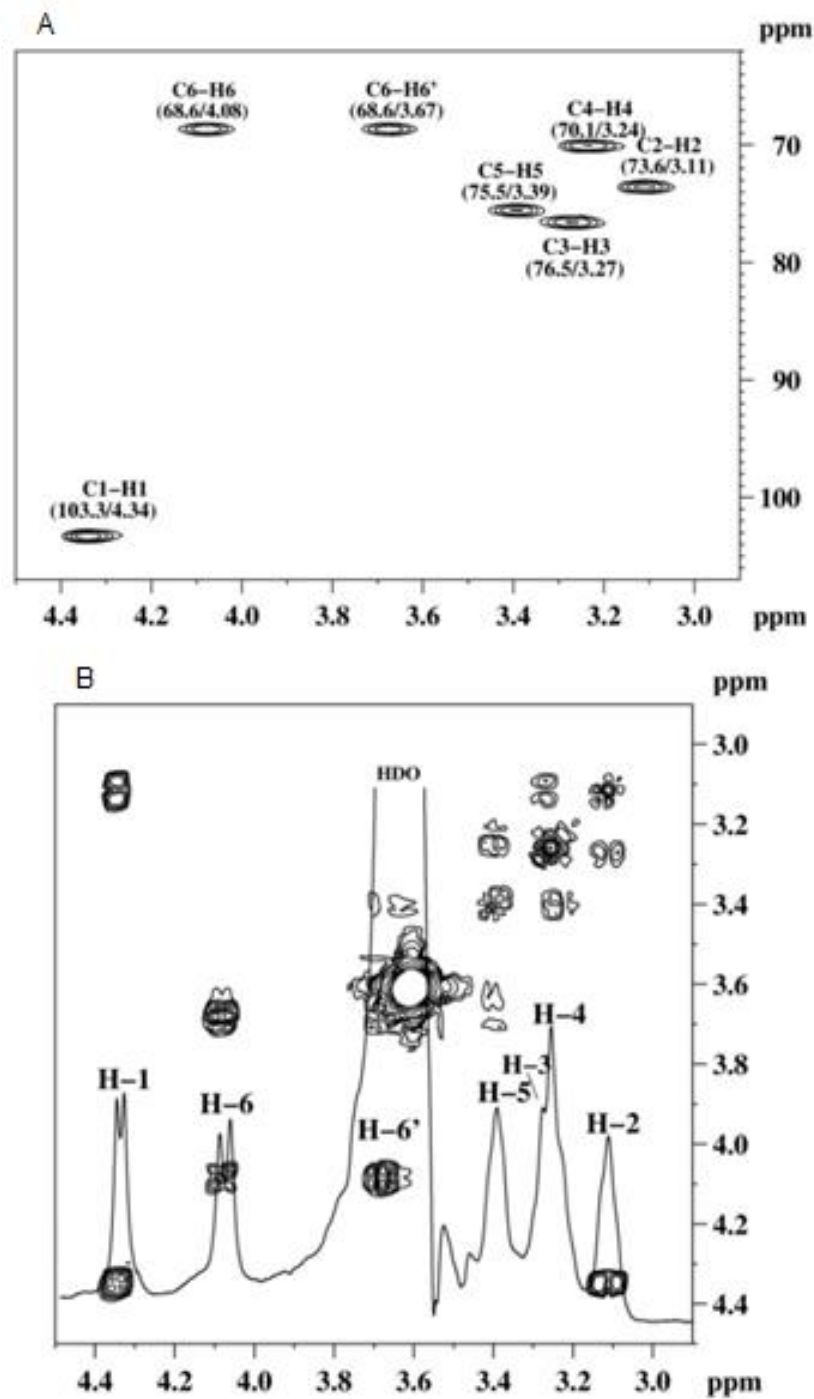 A
ppm
C6-H6
(68.6/4.08)
C6-H6'
(68.6/3.67)
C4-H4
(70.1/3.24)
C2-H2
(73.6/3.11)
C5-H5
(75.5/3.39)
C3-H3
(76.5/3.27)
C1-H1
(103.3/4.34)
70
80
90
100
4.4 4.2 4.0 3.8 3.6 3.4 3.2 3.0 ppm
B
ppm
HDO
3.0
3.2
3.4
3.6
3.8
4.0
4.2
4.4
H-1
H-6
H-6'
H-5
H-3
H-4
H-2
4.4 4.2 4.0 3.8 3.6 3.4 3.2 3.0 ppm